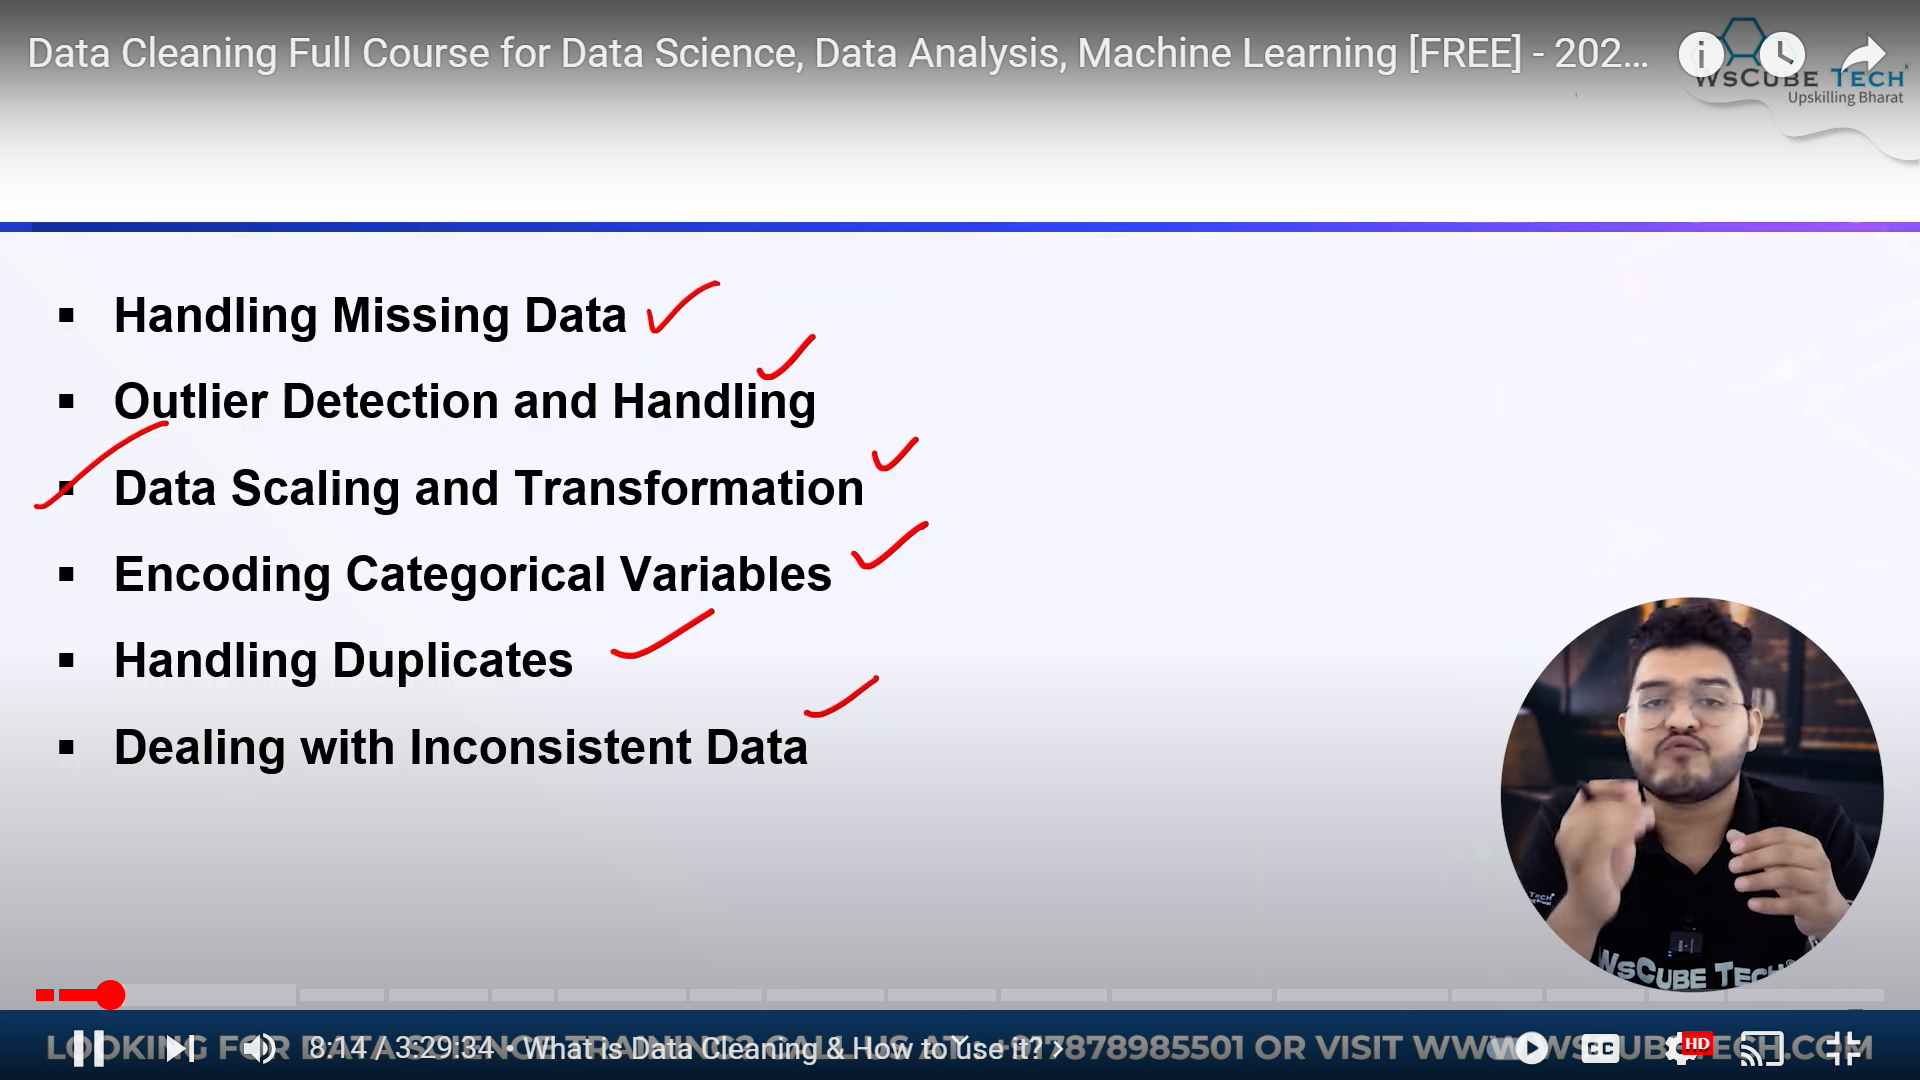 Data Cleaning Full Course for Data Science, Data Analysis, Machine Learning [FREE] - 202...
WSCUBE TECH
Upskilling Bharat
▪ Handling Missing Data
▪ Outlier Detection and Handling
▪ Data Scaling and Transformation
▪ Encoding Categorical Variables
▪ Handling Duplicates
▪ Dealing with Inconsistent Data
TECH
WSCUBE TECH
8:14 / 3:29:34 • What is Data Cleaning & How to use it? >
CC
HD
LOOKING FOR DATA SCIENCE TRAINING? CALL US AT: 7878985501 OR VISIT WWW.WSCUBETECH.COM